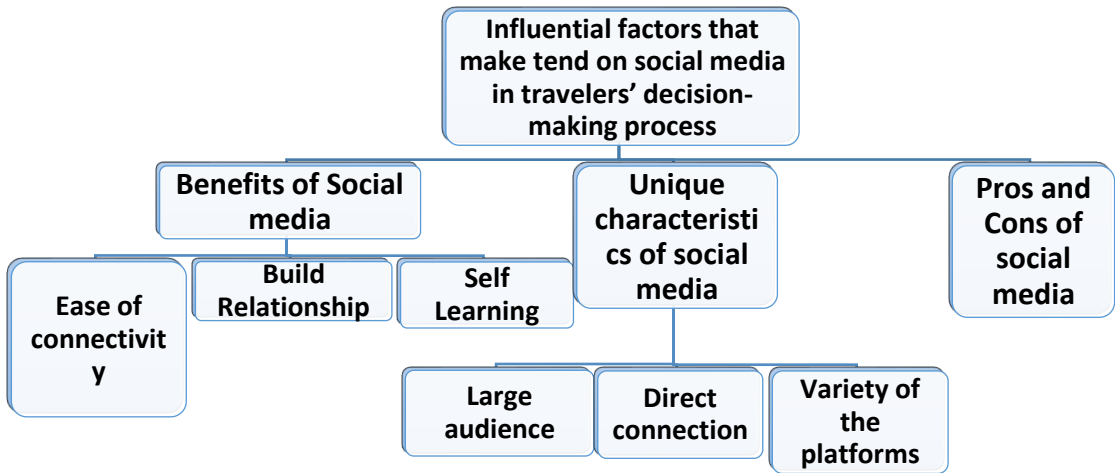 Influential factors that
make tend on social media
in travelers’ decision-
making process
Benefits of Social
media
Unique
characteristi
cs of social
media
Pros and
Cons of
social
media
Ease of
connectivit
y
Build
Relationship
Self
Learning
Large
audience
Direct
connection
Variety of
the
platforms